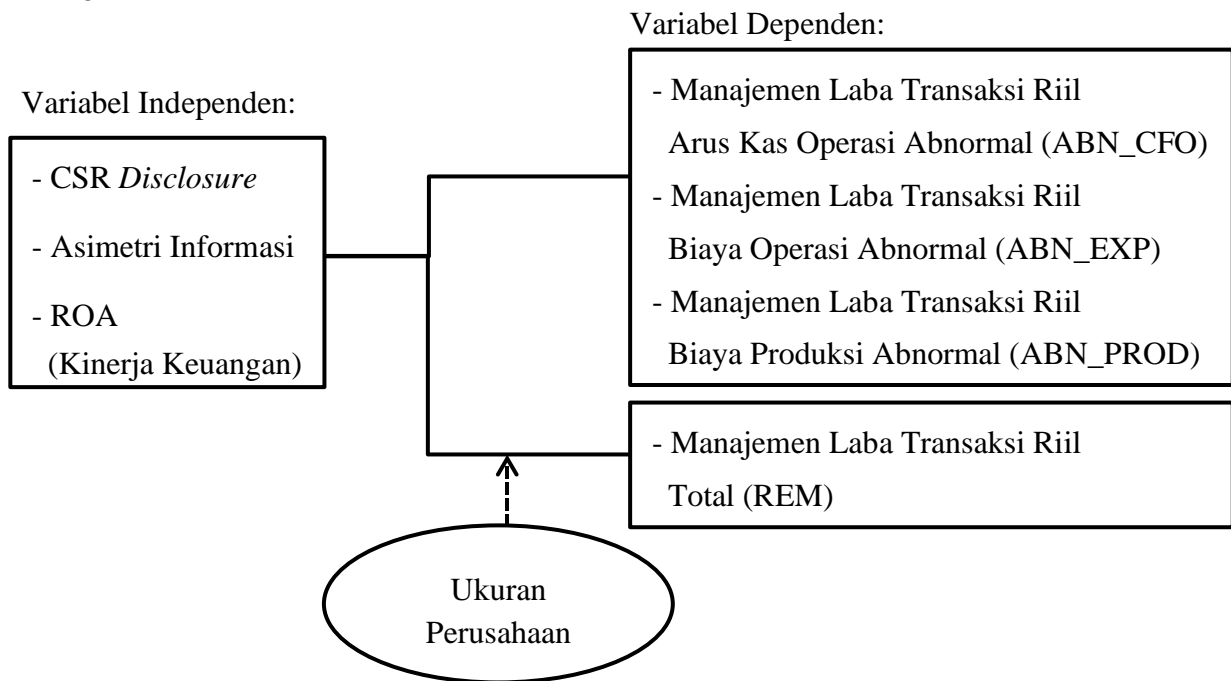 Variabel Independen:
- CSR Disclosure
- Asimetri Informasi
- ROA
(Kinerja Keuangan)
Variabel Dependen:
- Manajemen Laba Transaksi Riil
Arus Kas Operasi Abnormal (ABN_CFO)
- Manajemen Laba Transaksi Riil
Biaya Operasi Abnormal (ABN_EXP)
- Manajemen Laba Transaksi Riil
Biaya Produksi Abnormal (ABN_PROD)
- Manajemen Laba Transaksi Riil
Total (REM)
Ukuran
Perusahaan